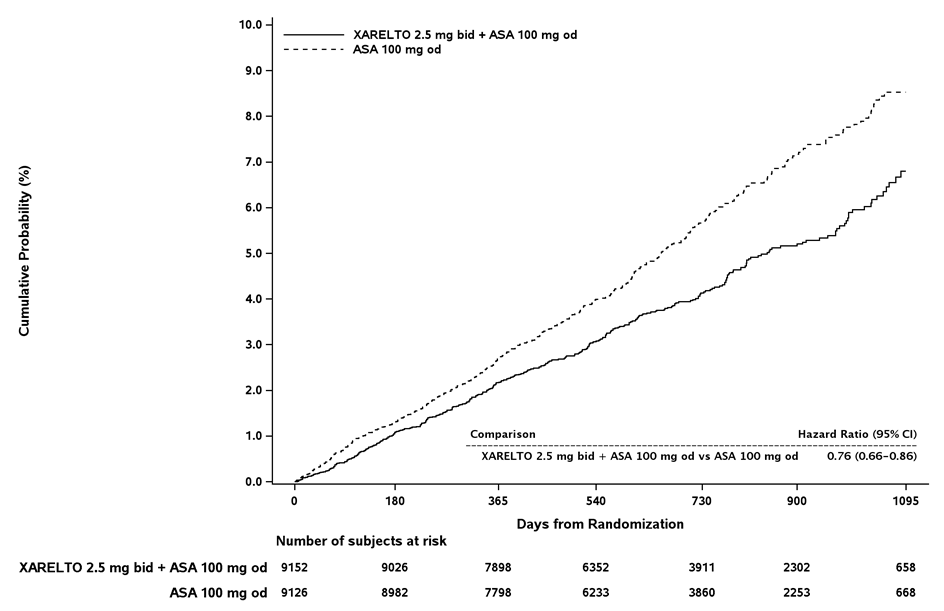 10.0
XARELTO 2.5 mg bid + ASA 100 mg od
ASA 100 mg od
9.0
8.0
7.0
6.0
5.0
4.0
3.0
2.0
1.0
0.0
Cumulative Probability (%)
Comparison Hazard Ratio (95% CI)
XARELTO 2.5 mg bid + ASA 100 mg od vs ASA 100 mg od 0.76 (0.66–0.86)
0 180 365 540 730 900 1095
Days from Randomization
Number of subjects at risk
XARELTO 2.5 mg bid + ASA 100 mg od 9152 9026 7898 6352 3911 2302 658
ASA 100 mg od 9126 8982 7798 6233 3860 2253 668